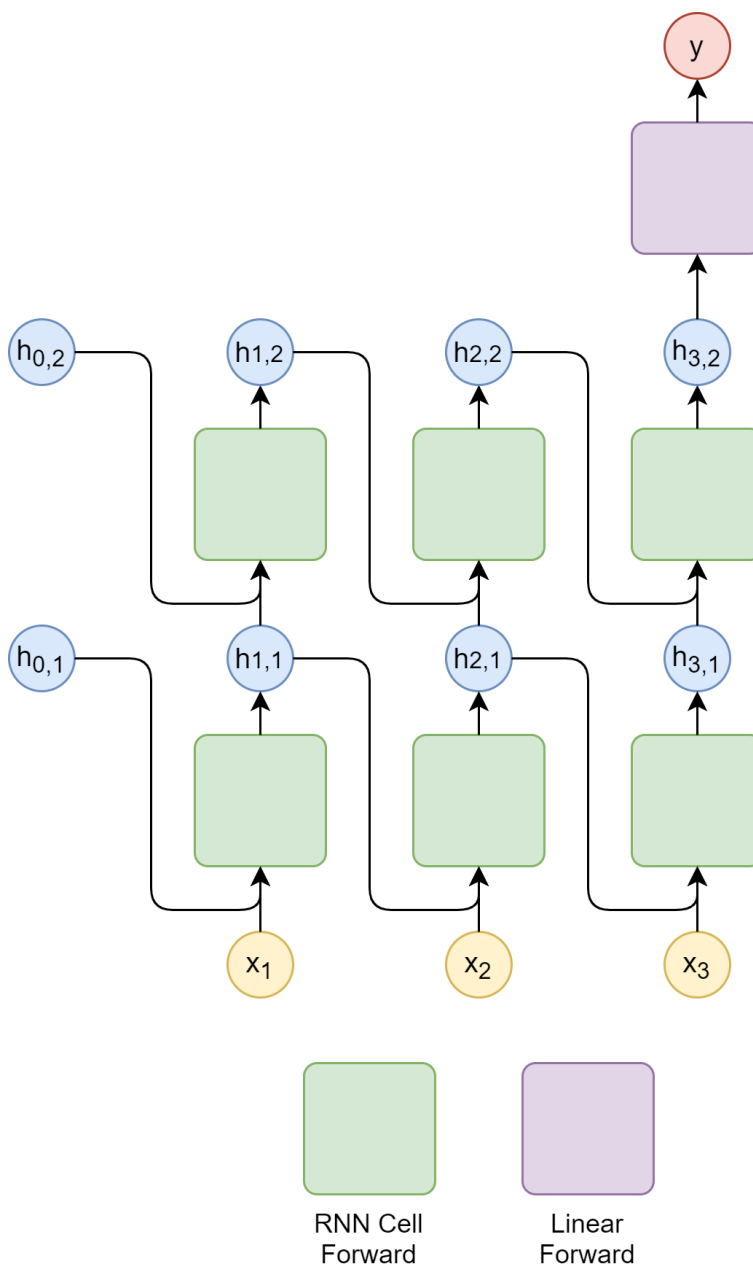 y
h0,2
h1,2
h2,2
h3,2
h0,1
h1,1
h2,1
h3,1
x1
x2
x3
RNN Cell
Forward
Linear
Forward